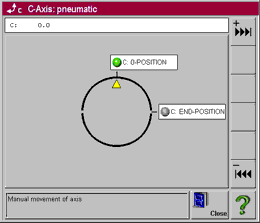 C C-Axis: pneumatic
C: 0.0
+
C: 0-POSITION
C: END-POSITION
−
Manual movement of axis
Close
?